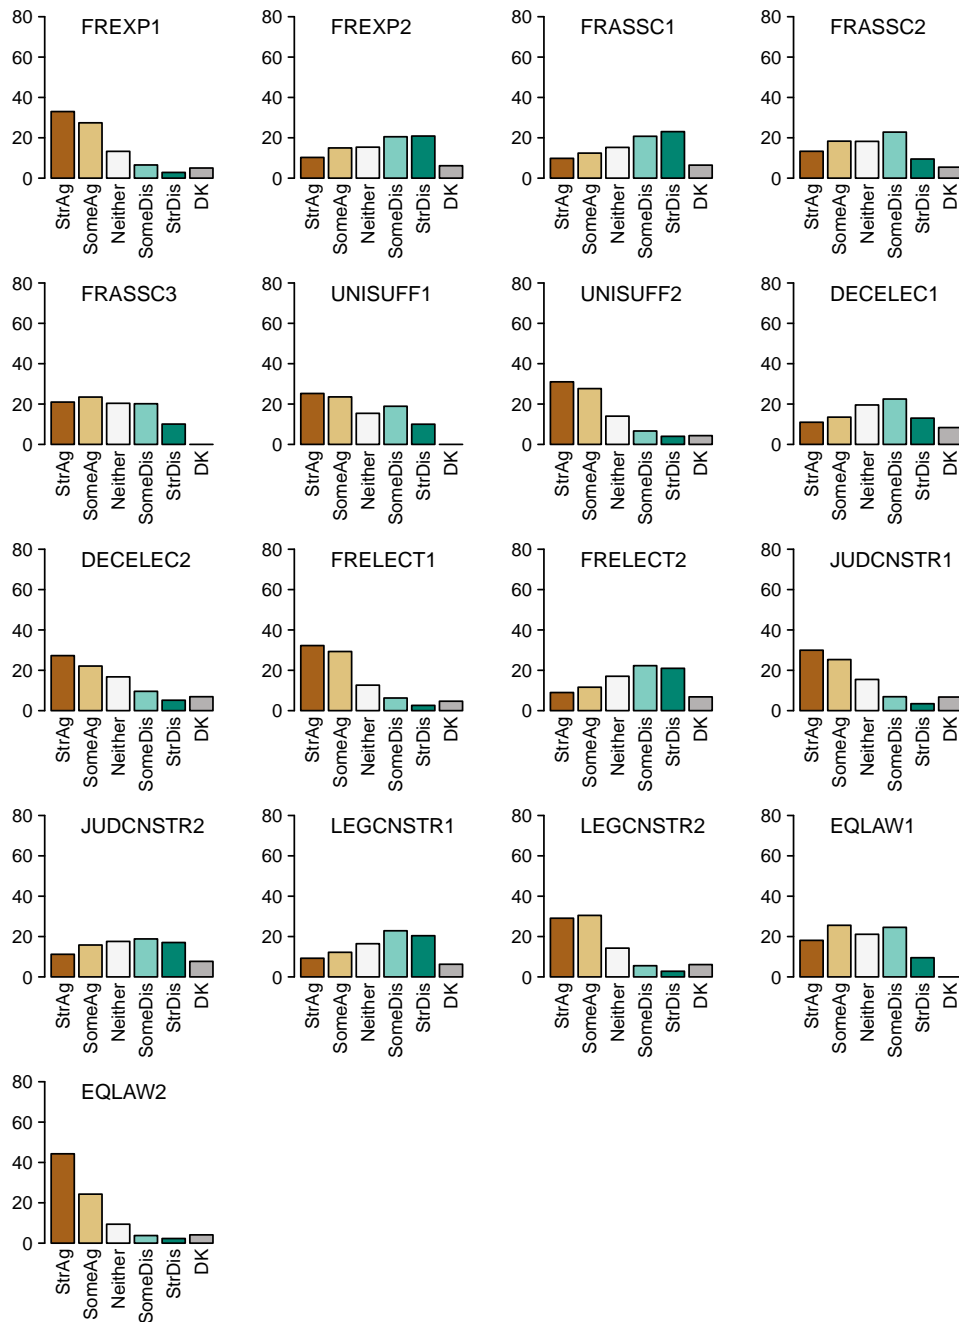 FREXP1
80
60
40
20
0
StrAg
SomeAg
Neither
SomeDis
StrDis
DK
FREXP2
80
60
40
20
0
StrAg
SomeAg
Neither
SomeDis
StrDis
DK
FRASSC1
80
60
40
20
0
StrAg
SomeAg
Neither
SomeDis
StrDis
DK
FRASSC2
80
60
40
20
0
StrAg
SomeAg
Neither
SomeDis
StrDis
DK
FRASSC3
80
60
40
20
0
StrAg
SomeAg
Neither
SomeDis
StrDis
DK
UNISUFF1
80
60
40
20
0
StrAg
SomeAg
Neither
SomeDis
StrDis
DK
UNISUFF2
80
60
40
20
0
StrAg
SomeAg
Neither
SomeDis
StrDis
DK
DECELEC1
80
60
40
20
0
StrAg
SomeAg
Neither
SomeDis
StrDis
DK
DECELEC2
80
60
40
20
0
StrAg
SomeAg
Neither
SomeDis
StrDis
DK
FRELECT1
80
60
40
20
0
StrAg
SomeAg
Neither
SomeDis
StrDis
DK
FRELECT2
80
60
40
20
0
StrAg
SomeAg
Neither
SomeDis
StrDis
DK
JUDCNSTR1
80
60
40
20
0
StrAg
SomeAg
Neither
SomeDis
StrDis
DK
JUDCNSTR2
80
60
40
20
0
StrAg
SomeAg
Neither
SomeDis
StrDis
DK
LEGCNSTR1
80
60
40
20
0
StrAg
SomeAg
Neither
SomeDis
StrDis
DK
LEGCNSTR2
80
60
40
20
0
StrAg
SomeAg
Neither
SomeDis
StrDis
DK
EQLAW1
80
60
40
20
0
StrAg
SomeAg
Neither
SomeDis
StrDis
DK
EQLAW2
80
60
40
20
0
StrAg
SomeAg
Neither
SomeDis
StrDis
DK